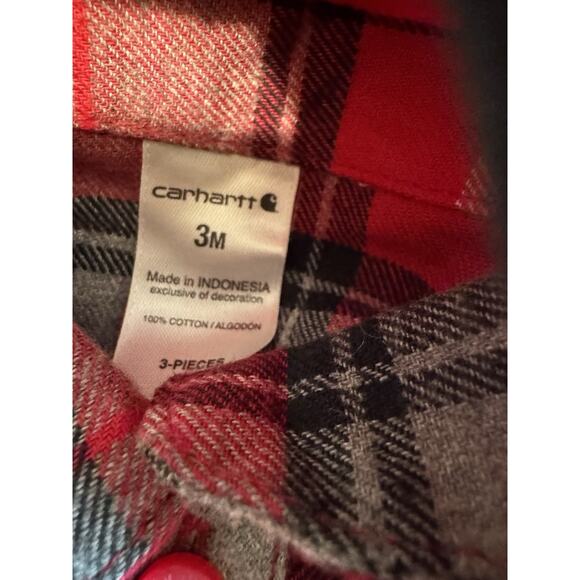 carhartt
3M
Made in INDONESIA
exclusive of decoration
100% COTTON / ALGODÓN
3-PIECES